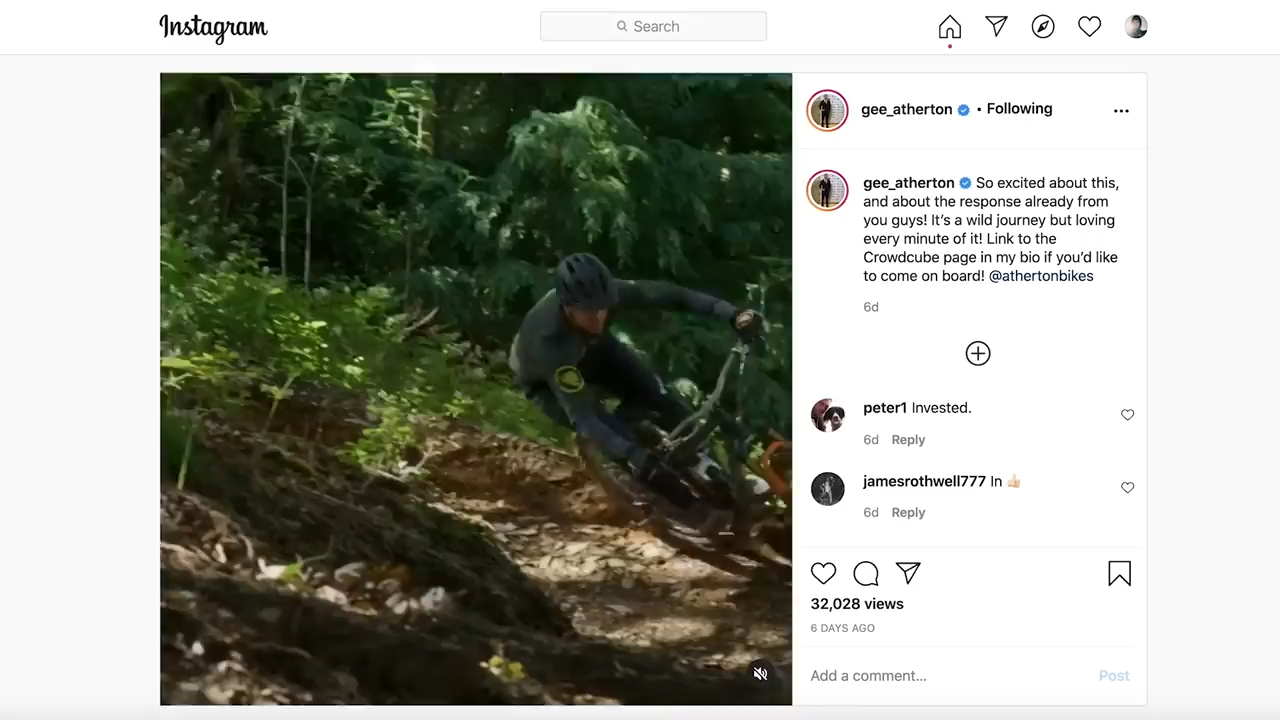 Instagram
Search
gee_atherton • Following
gee_atherton So excited about this,
and about the response already from
you guys! It’s a wild journey but loving
every minute of it! Link to the
Crowdcube page in my bio if you’d like
to come on board! @athertonbikes
6d
peter1 Invested.
6d Reply
jamesrothwell777 In 👍🏻
6d Reply
32,028 views
6 DAYS AGO
Add a comment... Post